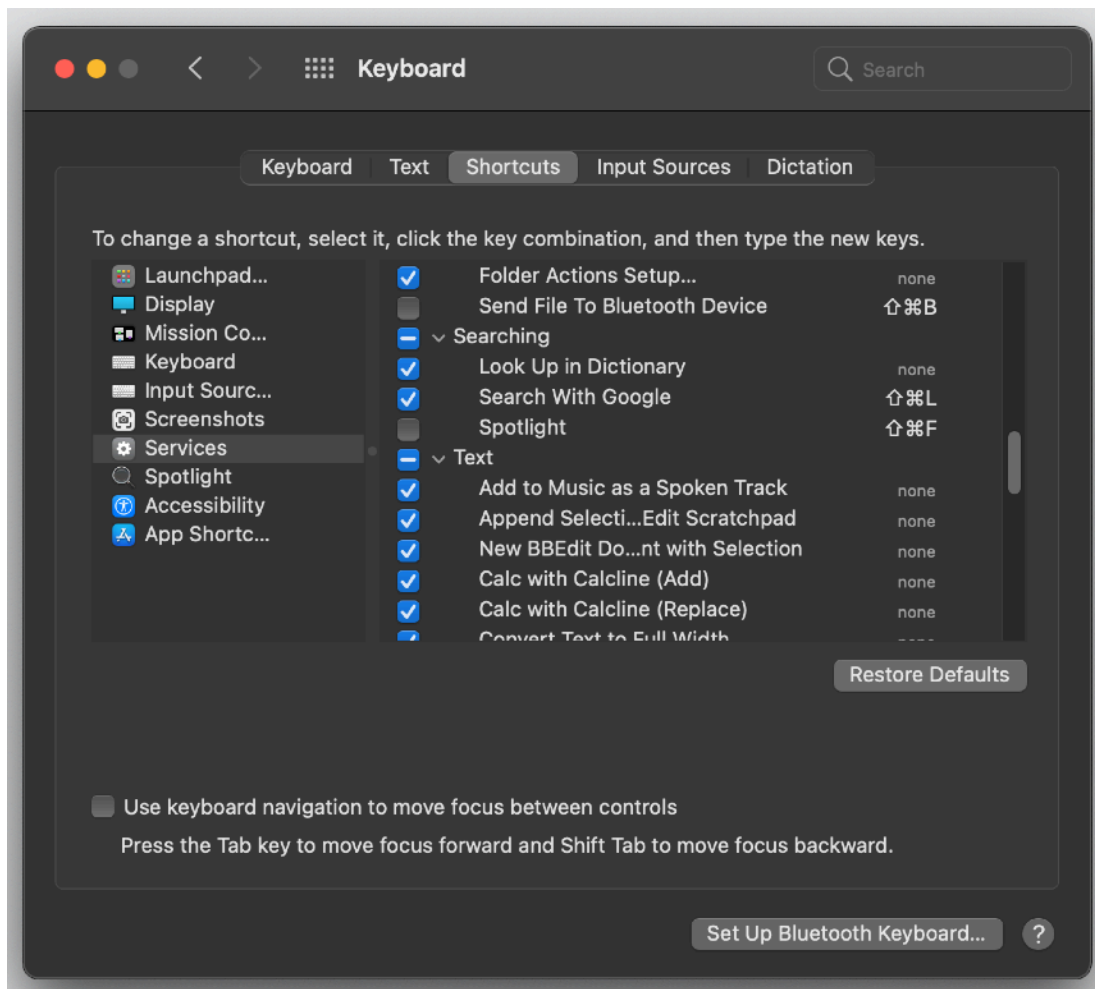 Keyboard
Search
Keyboard Text Shortcuts Input Sources Dictation
To change a shortcut, select it, click the key combination, and then type the new keys.
Launchpad...
Display
Mission Co...
Keyboard
Input Sourc...
Screenshots
Services
Spotlight
Accessibility
App Shortc...
Folder Actions Setup... none
Send File To Bluetooth Device ⇧⌘B
Searching
Look Up in Dictionary none
Search With Google ⇧⌘L
Spotlight ⇧⌘F
Text
Add to Music as a Spoken Track none
Append Selecti...Edit Scratchpad none
New BBEdit Do...nt with Selection none
Calc with Calcline (Add) none
Calc with Calcline (Replace) none
Convert Text to Full Width none
Restore Defaults
Use keyboard navigation to move focus between controls
Press the Tab key to move focus forward and Shift Tab to move focus backward.
Set Up Bluetooth Keyboard... ?